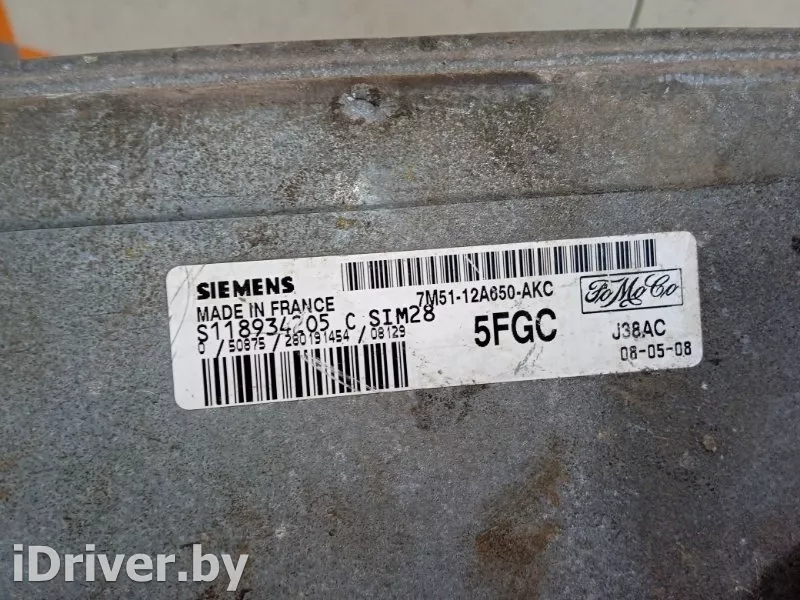 SIEMENS
MADE IN FRANCE
7M51-12A650-AKC
FoMoCo
S118934205 C SIM28
0 /50875/280191454/08129
5FGC
J38AC
08-05-08
iDriver.by